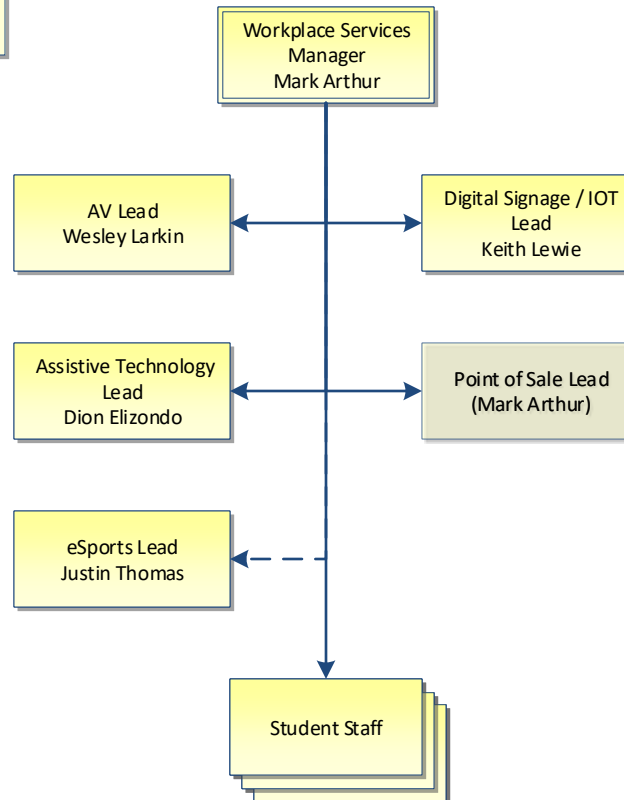 Workplace Services
Manager
Mark Arthur
AV Lead
Wesley Larkin
Digital Signage / IOT
Lead
Keith Lewie
Assistive Technology
Lead
Dion Elizondo
Point of Sale Lead
(Mark Arthur)
eSports Lead
Justin Thomas
Student Staff